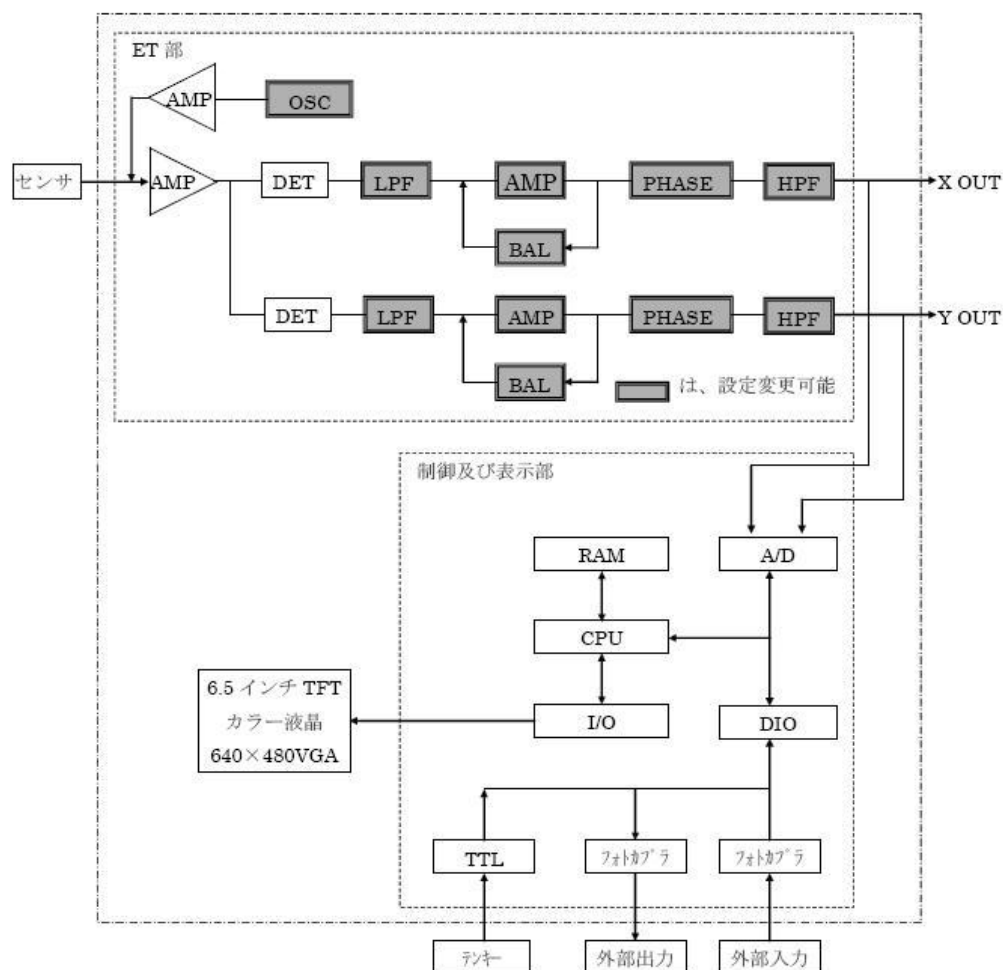 ET 部
AMP
OSC
センサ
AMP
DET
LPF
AMP
PHASE
HPF
X OUT
BAL
DET
LPF
AMP
PHASE
HPF
Y OUT
BAL
は、設定変更可能
制御及び表示部
RAM
A/D
CPU
6.5 インチ TFT
カラー液晶
640×480VGA
I/O
DIO
TTL
フォトカプラ
フォトカプラ
テンキー
外部出力
外部入力